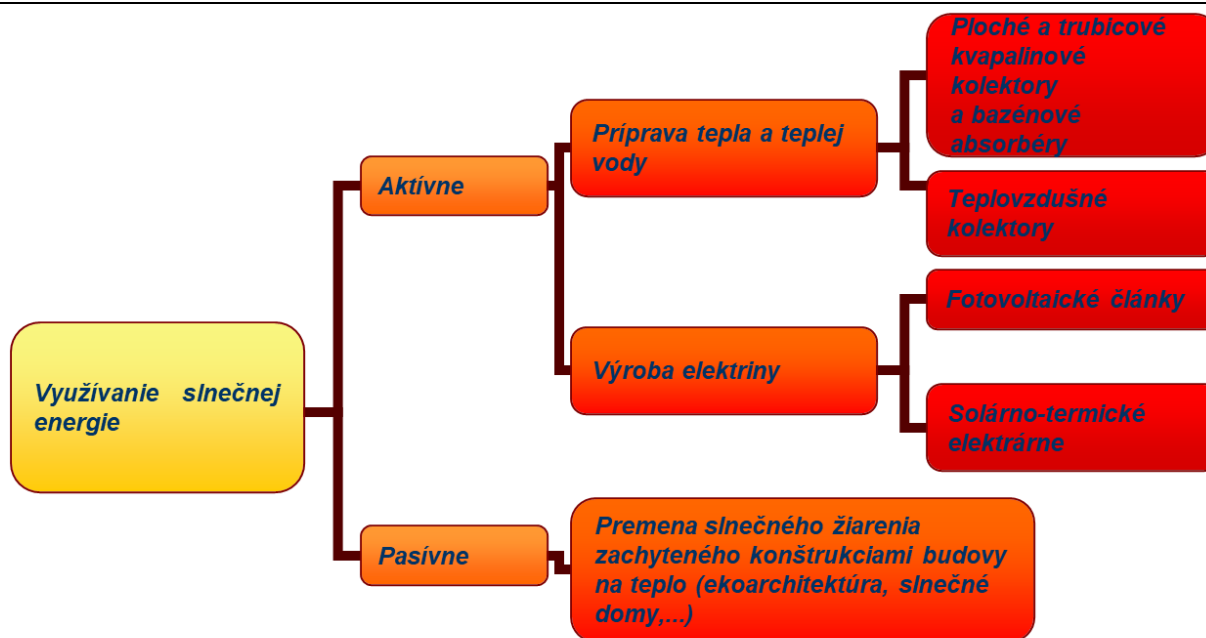 Využívanie slnečnej
energie
Aktívne
Príprava tepla a teplej
vody
Ploché a trubicové
kvapalinové
kolektory
a bazénové
absorbéry
Teplovzdušné
kolektory
Výroba elektriny
Fotovoltaické články
Solárno-termické
elektrárne
Pasívne
Premena slnečného žiarenia
zachyteného konštrukciami budovy
na teplo (ekoarchitektúra, slnečné
domy,...)